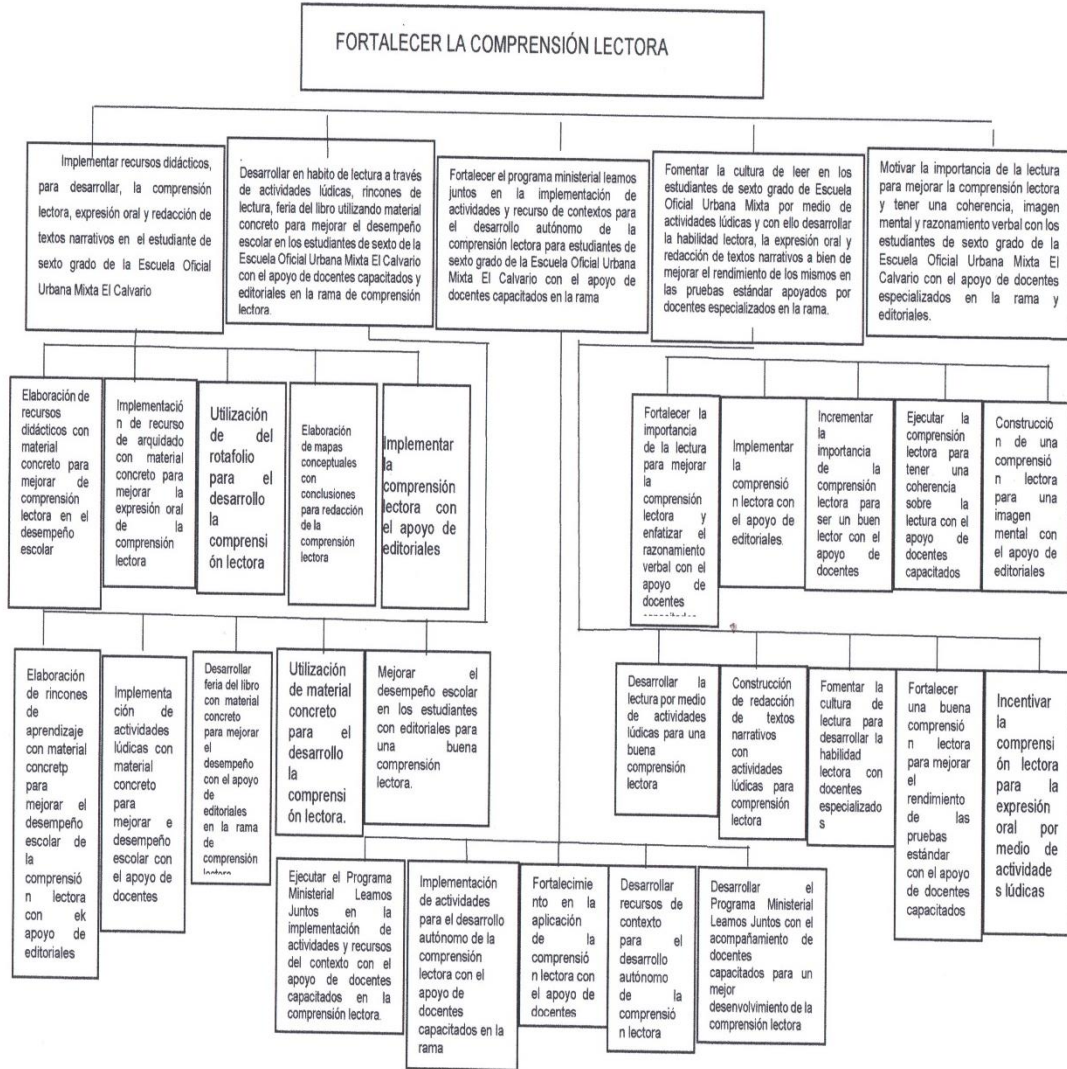 FORTALECER LA COMPRENSIÓN LECTORA
Implementar recursos didácticos,
para desarrollar, la comprensión
lectora, expresión oral y redacción de
textos narrativos en el estudiante de
sexto grado de la Escuela Oficial
Urbana Mixta El Calvario
Desarrollar en habito de lectura a través
de actividades lúdicas, rincones de
lectura, feria del libro utilizando material
concreto para mejorar el desempeño
escolar en los estudiantes de sexto de la
Escuela Oficial Urbana Mixta El Calvario
con el apoyo de docentes capacitados y
editoriales en la rama de comprensión
lectora.
Fortalecer el programa ministerial leamos
juntos en la implementación de
actividades y recurso de contextos para
el desarrollo autónomo de la
comprensión lectora para estudiantes de
sexto grado de la Escuela Oficial Urbana
Mixta El Calvario con el apoyo de
docentes capacitados en la rama
Fomentar la cultura de leer en los
estudiantes de sexto grado de Escuela
Oficial Urbana Mixta por medio de
actividades lúdicas y con ello desarrollar
la habilidad lectora, la expresión oral y
redacción de textos narrativos a bien de
mejorar el rendimiento de los mismos en
las pruebas estándar apoyados por
docentes especializados en la rama.
Motivar la importancia de la lectura
para mejorar la comprensión lectora
y tener una coherencia, imagen
mental y razonamiento verbal con los
estudiantes de sexto grado de la
Escuela Oficial Urbana Mixta El
Calvario con el apoyo de docentes
especializados en la rama y
editoriales.
Elaboración de
recursos
didácticos con
material
concreto para
mejorar de
comprensión
lectora en el
desempeño
escolar
Implementació
n de recurso
de arquidado
con material
concreto para
mejorar la
expresión oral
de la
comprensión
lectora
Utilización
de del
rotafolio
para el
desarrollo
la
comprensi
ón lectora
Elaboración
de mapas
conceptuales
con
conclusiones
para redacción
de la
comprensión
lectora
Implementar
la
comprensión
lectora con
el apoyo de
editoriales
Fortalecer la
importancia
de la lectura
para mejorar
la
comprensión
lectora y
enfatizar el
razonamiento
verbal con el
apoyo de
docentes
Implementar
la
comprensió
n lectora con
el apoyo de
editoriales.
Incrementar
la
importancia
de la
comprensión
lectora para
ser un buen
lector con el
apoyo de
docentes
Ejecutar la
comprensión
lectora para
tener una
coherencia
sobre la
lectura con el
apoyo de
docentes
capacitados
Construcció
n de una
comprensió
n lectora
para una
imagen
mental con
el apoyo de
editoriales
Elaboración
de rincones
de
aprendizaje
con material
concretp
para
mejorar el
desempeño
escolar de
la
comprensió
n lectora
con ek
apoyo de
editoriales
Implementa
ción de
actividades
lúdicas con
material
concreto
para
mejorar e
desempeño
escolar con
el apoyo de
docentes
Desarrollar
feria del libro
con material
concreto para
mejorar el
desempeño
con el apoyo
de
editoriales
en la rama
de
comprensión
Utilización
de material
concreto
para el
desarrollo
la
comprensi
ón lectora.
Mejorar el
desempeño escolar
en los estudiantes
con editoriales para
una buena
comprensión
lectora.
Desarrollar la
lectura por medio
de actividades
lúdicas para una
buena
comprensión
lectora
Construcción
de redacción
de textos
narrativos
con
actividades
lúdicas para
comprensión
lectora
Fomentar la
cultura de
lectura para
desarrollar la
habilidad
lectora con
docentes
especializado
s
Fortalecer
una buena
comprensió
n lectora
para mejorar
el
rendimiento
de las
pruebas
estándar
con el apoyo
de docentes
capacitados
Incentivar
la
comprensi
ón lectora
para la
expresión
oral por
medio de
actividade
s lúdicas
Ejecutar el Programa
Ministerial Leamos
Juntos en la
implementación de
actividades y recursos
del contexto con el
apoyo de docentes
capacitados en la
comprensión lectora.
Implementación
de actividades
para el desarrollo
autónomo de la
comprensión
lectora con el
apoyo de
docentes
capacitados en la
rama
Fortalecimie
nto en la
aplicación
de la
comprensió
n lectora con
el apoyo de
docentes
Desarrollar
recursos de
contexto
para el
desarrollo
autónomo
de la
comprensió
n lectora
Desarrollar el
Programa Ministerial
Leamos Juntos con el
acompañamiento de
docentes
capacitados para un
mejor
desenvolvimiento de la
comprensión lectora